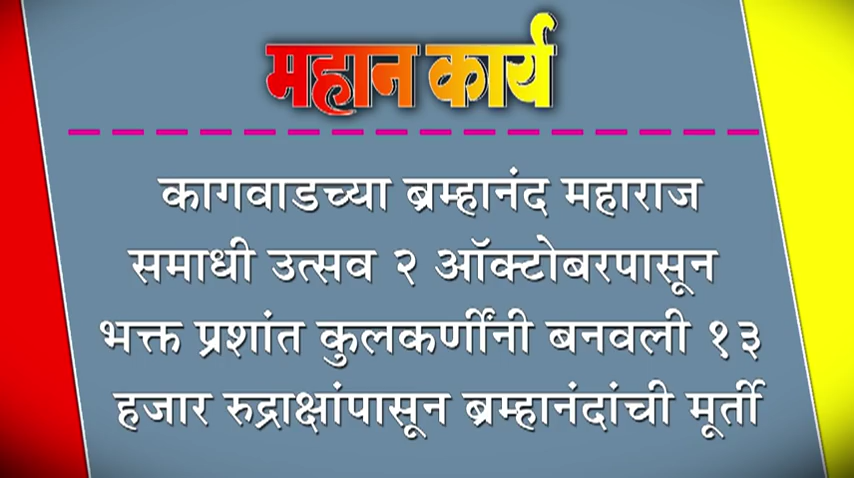 महान कार्य
कागवाडच्या ब्रम्हानंद महाराज
समाधी उत्सव २ ऑक्टोबरपासून
भक्त प्रशांत कुलकर्णींनी बनवली १३
हजार रुद्राक्षांपासून ब्रम्हानंदांची मूर्ती